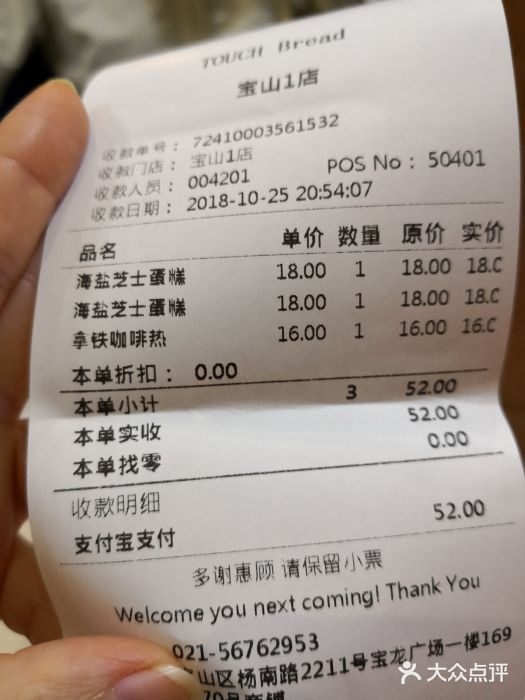 TOUCH Bread
宝山1店
收款单号： 72410003561532
收款门店： 宝山1店
收款人员： 004201 POS No： 50401
收款日期： 2018-10-25 20:54:07
品名 单价 数量 原价 实价
海盐芝士蛋糕 18.00 1 18.00 18.0
海盐芝士蛋糕 18.00 1 18.00 18.0
拿铁咖啡热 16.00 1 16.00 16.0
本单折扣： 0.00
本单小计 3 52.00
本单实收 52.00
本单找零 0.00
收款明细
支付宝支付 52.00
多谢惠顾 请保留小票
Welcome you next coming! Thank You
021-56762953
宝山区杨南路2211号宝龙广场一楼169
大众点评